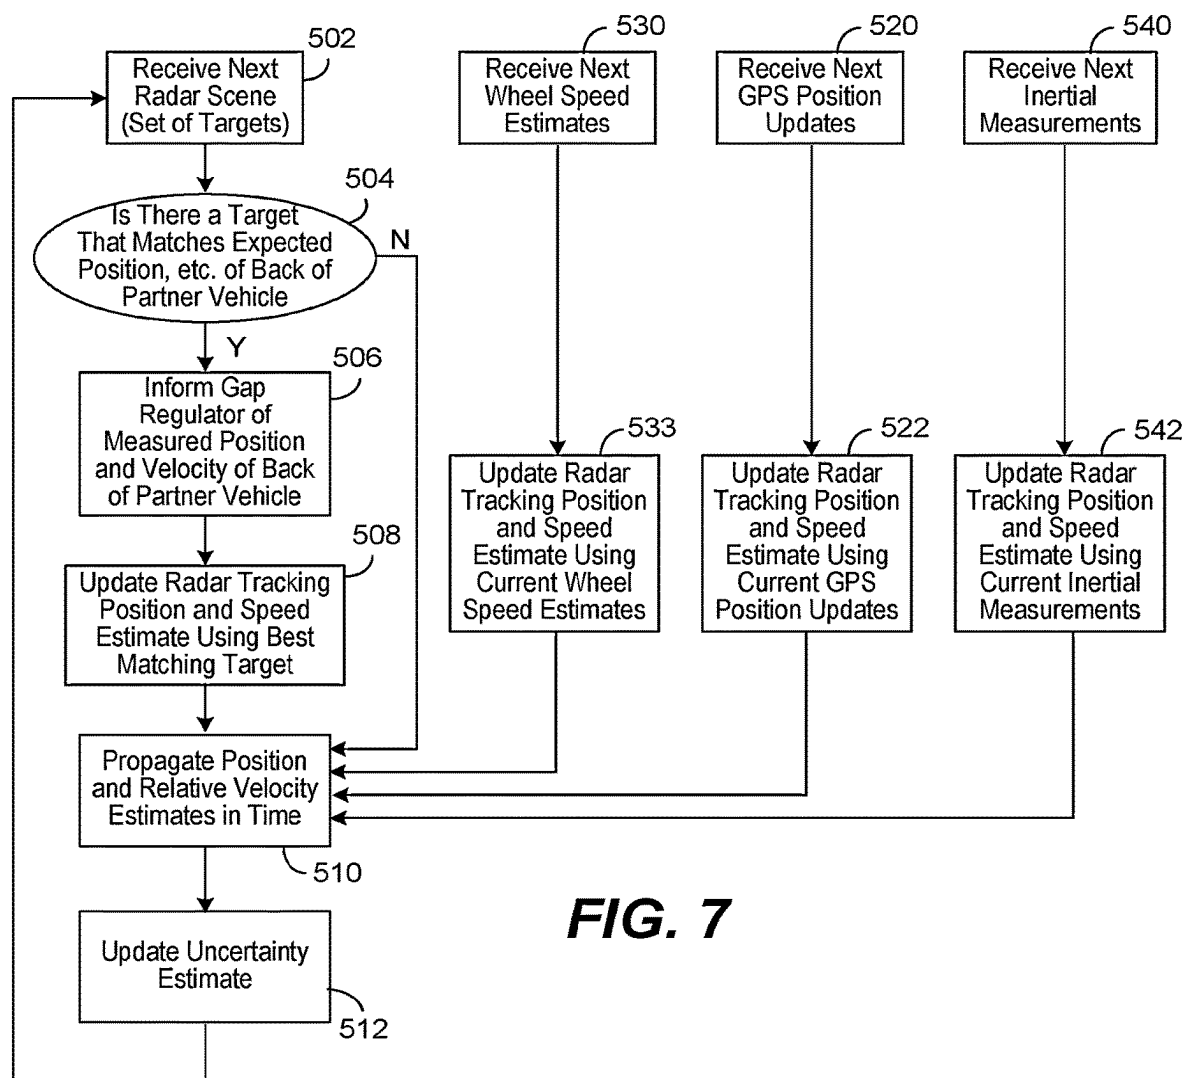 502
Receive Next
Radar Scene
(Set of Targets)
530
Receive Next
Wheel Speed
Estimates
520
Receive Next
GPS Position
Updates
540
Receive Next
Inertial
Measurements
504
Is There a Target
That Matches Expected
Position, etc. of Back of
Partner Vehicle
N
Y
506
Inform Gap
Regulator of
Measured Position
and Velocity of Back
of Partner Vehicle
533
Update Radar
Tracking Position
and Speed
Estimate Using
Current Wheel
Speed Estimates
522
Update Radar
Tracking Position
and Speed
Estimate Using
Current GPS
Position Updates
542
Update Radar
Tracking Position
and Speed
Estimate Using
Current Inertial
Measurements
508
Update Radar Tracking
Position and Speed
Estimate Using Best
Matching Target
Propagate Position
and Relative Velocity
Estimates in Time
510
Update Uncertainty
Estimate
512
FIG. 7